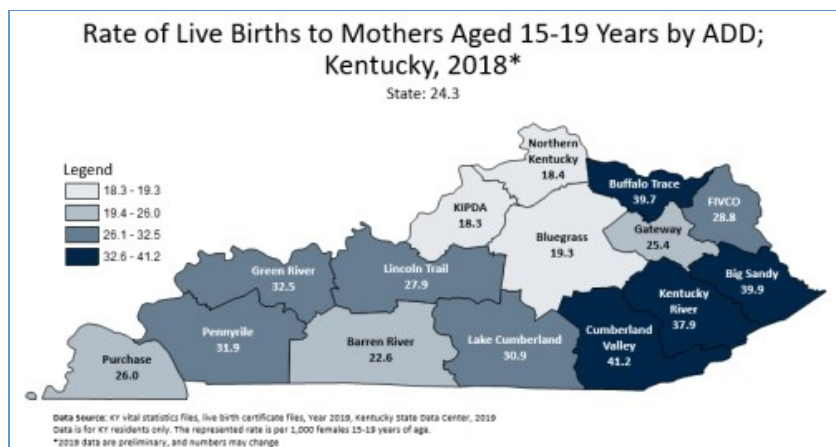 Rate of Live Births to Mothers Aged 15-19 Years by ADD;
Kentucky, 2018*
State: 24.3
Legend
18.3 - 19.3
19.4 - 26.0
26.1 - 32.5
32.6 - 41.2
Northern
Kentucky
18.4
Buffalo Trace
39.7
FIVCO
28.8
KIPDA
18.3
Bluegrass
19.3
Gateway
25.4
Big Sandy
39.9
Green River
32.5
Lincoln Trail
27.9
Kentucky
River
37.9
Pennyrile
31.9
Barren River
22.6
Lake Cumberland
30.9
Cumberland
Valley
41.2
Purchase
26.0
Data Source: KY vital statistics files, live birth certificate files, Year 2019, Kentucky State Data Center, 2019
Data is for KY residents only. The represented rate is per 1,000 females 15-19 years of age.
*2019 data are preliminary, and numbers may change